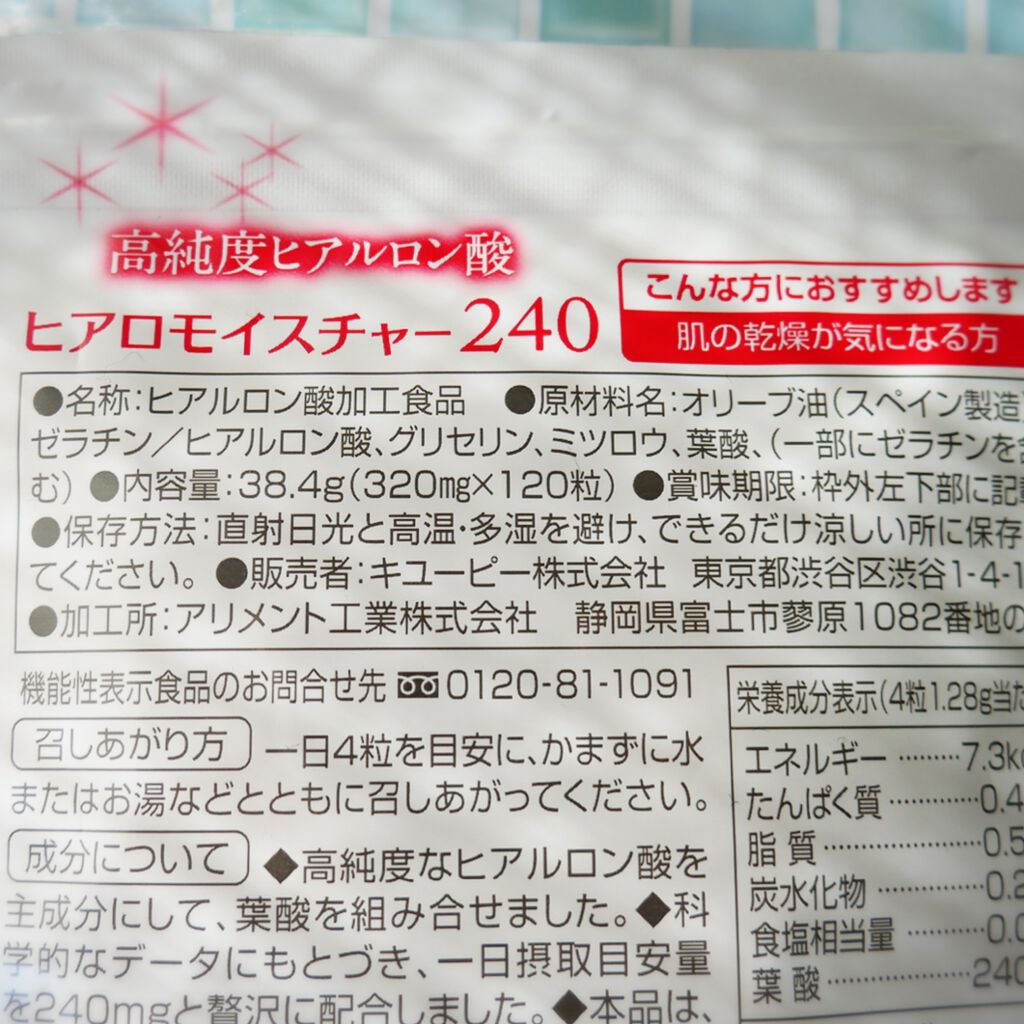 高純度ヒアルロン酸
ヒアロモイスチャー240
こんな方におすすめします
肌の乾燥が気になる方
●名称:ヒアルロン酸加工食品 ●原材料名:オリーブ油(スペイン製造)
ゼラチン/ヒアルロン酸、グリセリン、ミツロウ、葉酸、(一部にゼラチンを含
む) ●内容量:38.4g(320mg×120粒) ●賞味期限:枠外左下部に記載
●保存方法:直射日光と高温・多湿を避け、できるだけ涼しい所に保存
てください。 ●販売者:キユーピー株式会社 東京都渋谷区渋谷1-4-1
●加工所:アリメント工業株式会社 静岡県富士市蓼原1082番地の
機能性表示食品のお問合せ先 0120-81-1091
召しあがり方 一日4粒を目安に、かまずに水
またはお湯などとともに召しあがってください。
成分について ◆高純度なヒアルロン酸を
主成分にして、葉酸を組み合せました。◆科
学的なデータにもとづき、一日摂取目安量
を240mgと贅沢に配合しました。◆本品は、
栄養成分表示(4粒1.28g当た
エネルギー………7.3kc
たんぱく質…………0.4
脂質………………0.5
炭水化物…………0.2
食塩相当量………0.0
葉酸………………240